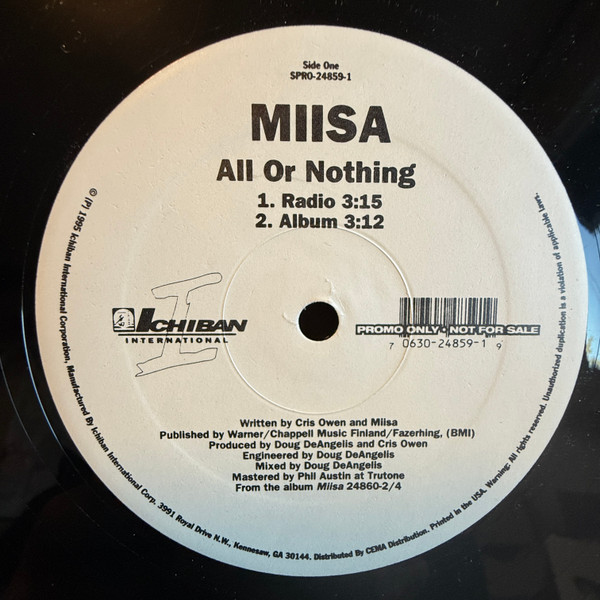 Side One
SPRO-24859-1
MIISA
All Or Nothing
1. Radio 3:15
2. Album 3:12
I
ICHIBAN
INTERNATIONAL
PROMO ONLY • NOT FOR SALE
7 0630-24859-1 9
Written by Cris Owen and Miisa
Published by Warner/Chappell Music Finland/Fazerhing, (BMI)
Produced by Doug DeAngelis and Cris Owen
Engineered by Doug DeAngelis
Mixed by Doug DeAngelis
Mastered by Phil Austin at Trutone
From the album Miisa 24860-2/4
© (P) 1995 Ichiban International Corporation. Manufactured By Ichiban International Corp. 3991 Royal Drive N.W., Kennesaw, GA 30144. Distributed By CEMA Distribution. Printed in the USA. Warning: All rights reserved. Unauthorized duplication is a violation of applicable laws.